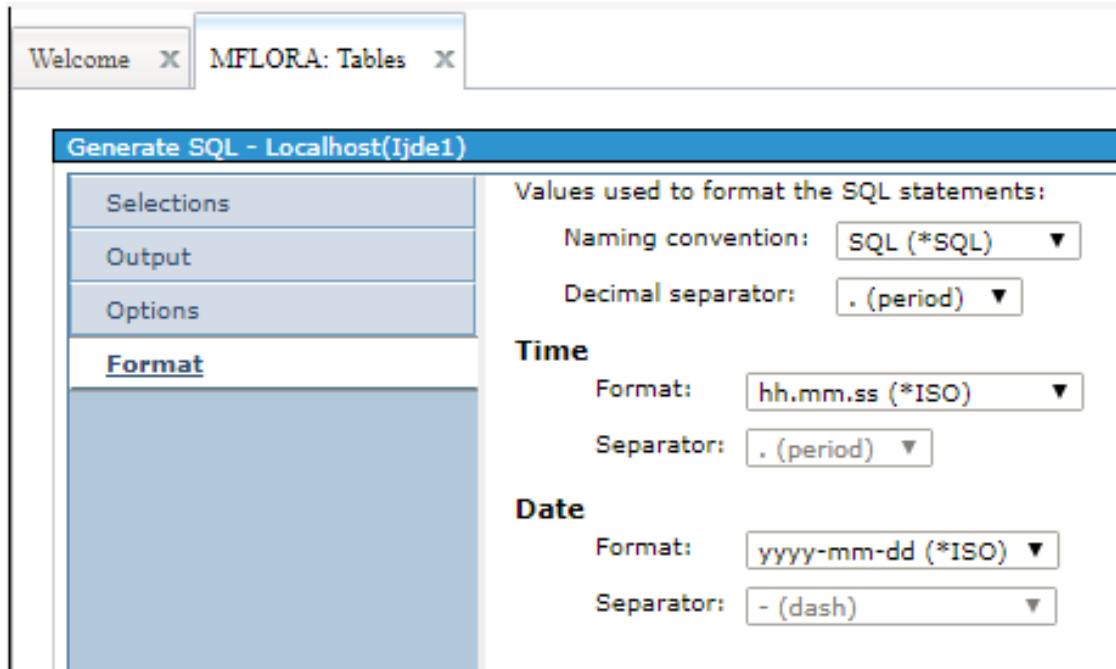 Welcome X MFLORA: Tables X
Generate SQL - Localhost(Ijde1)
Selections
Output
Options
Format
Values used to format the SQL statements:
Naming convention: SQL (*SQL)
Decimal separator: . (period)
Time
Format: hh.mm.ss (*ISO)
Separator: . (period)
Date
Format: yyyy-mm-dd (*ISO)
Separator: - (dash)